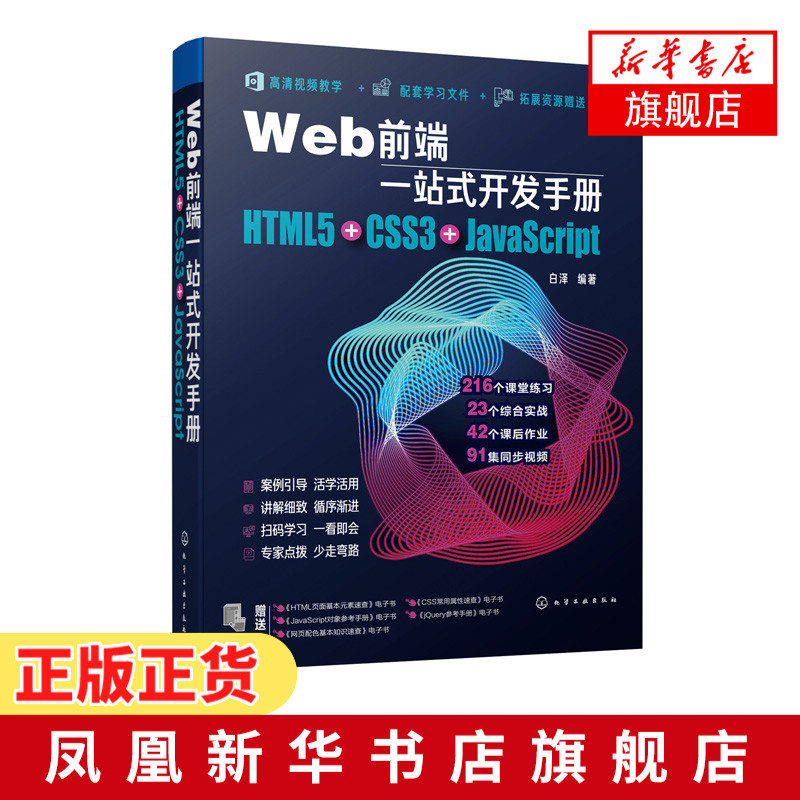 新华书店
旗舰店
高清视频教学 + 配套学习文件 + 拓展资源赠送
Web前端
一站式开发手册
HTML5+CSS3+JavaScript
白泽 编著
216个课堂练习
23个综合实战
42个课后作业
91集同步视频
案例引导 活学活用
讲解细致 循序渐进
扫码学习 一看即会
专家点拨 少走弯路
赠送
《HTML页面基本元素速查》电子书
《CSS常用属性速查》电子书
《JavaScript对象参考手册》电子书
《jQuery参考手册》电子书
《网页配色基本知识速查》电子书
化学工业出版社
Web前端一站式开发手册
HTML5+CSS3+JavaScript
化学工业出版社
正版正货
凤凰新华书店旗舰店